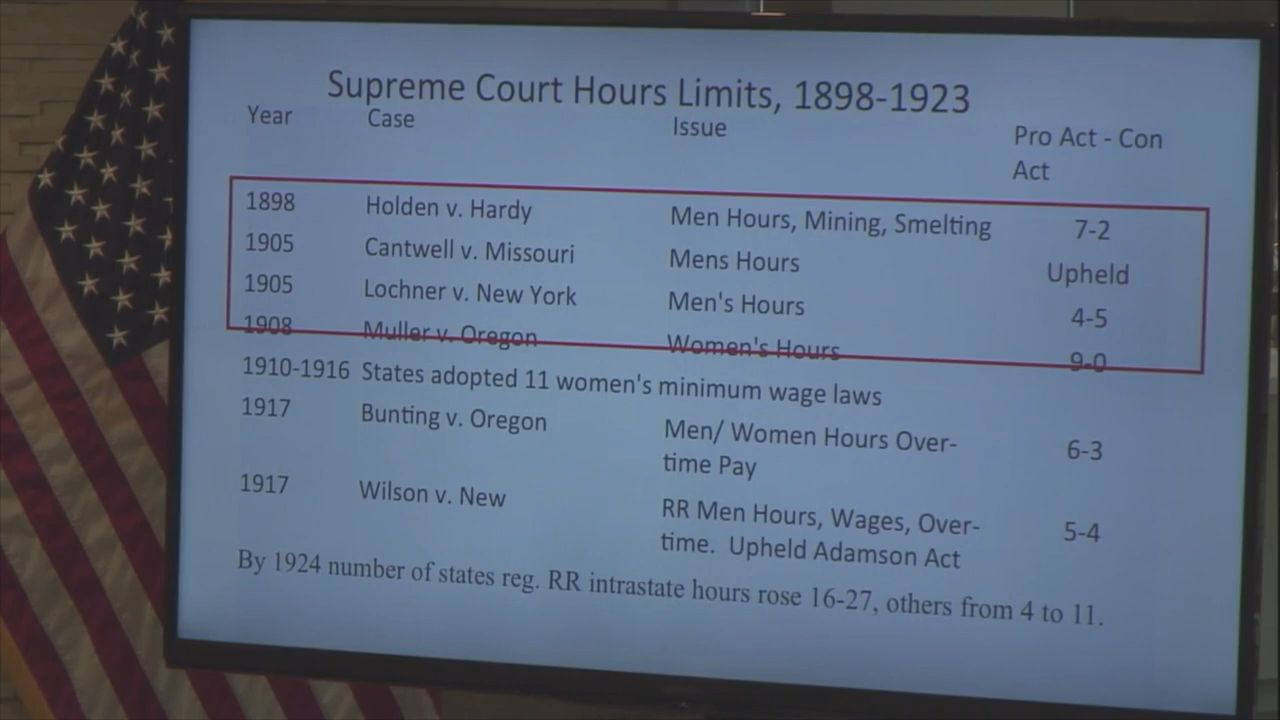 Supreme Court Hours Limits, 1898-1923
Year Case Issue Pro Act - Con
Act
1898 Holden v. Hardy Men Hours, Mining, Smelting 7-2
1905 Cantwell v. Missouri Mens Hours Upheld
1905 Lochner v. New York Men's Hours 4-5
1908 Muller v. Oregon Women's Hours 9-0
1910-1916 States adopted 11 women's minimum wage laws
1917 Bunting v. Oregon Men/ Women Hours Over-
time Pay 6-3
1917 Wilson v. New RR Men Hours, Wages, Over-
time. Upheld Adamson Act 5-4
By 1924 number of states reg. RR intrastate hours rose 16-27, others from 4 to 11.